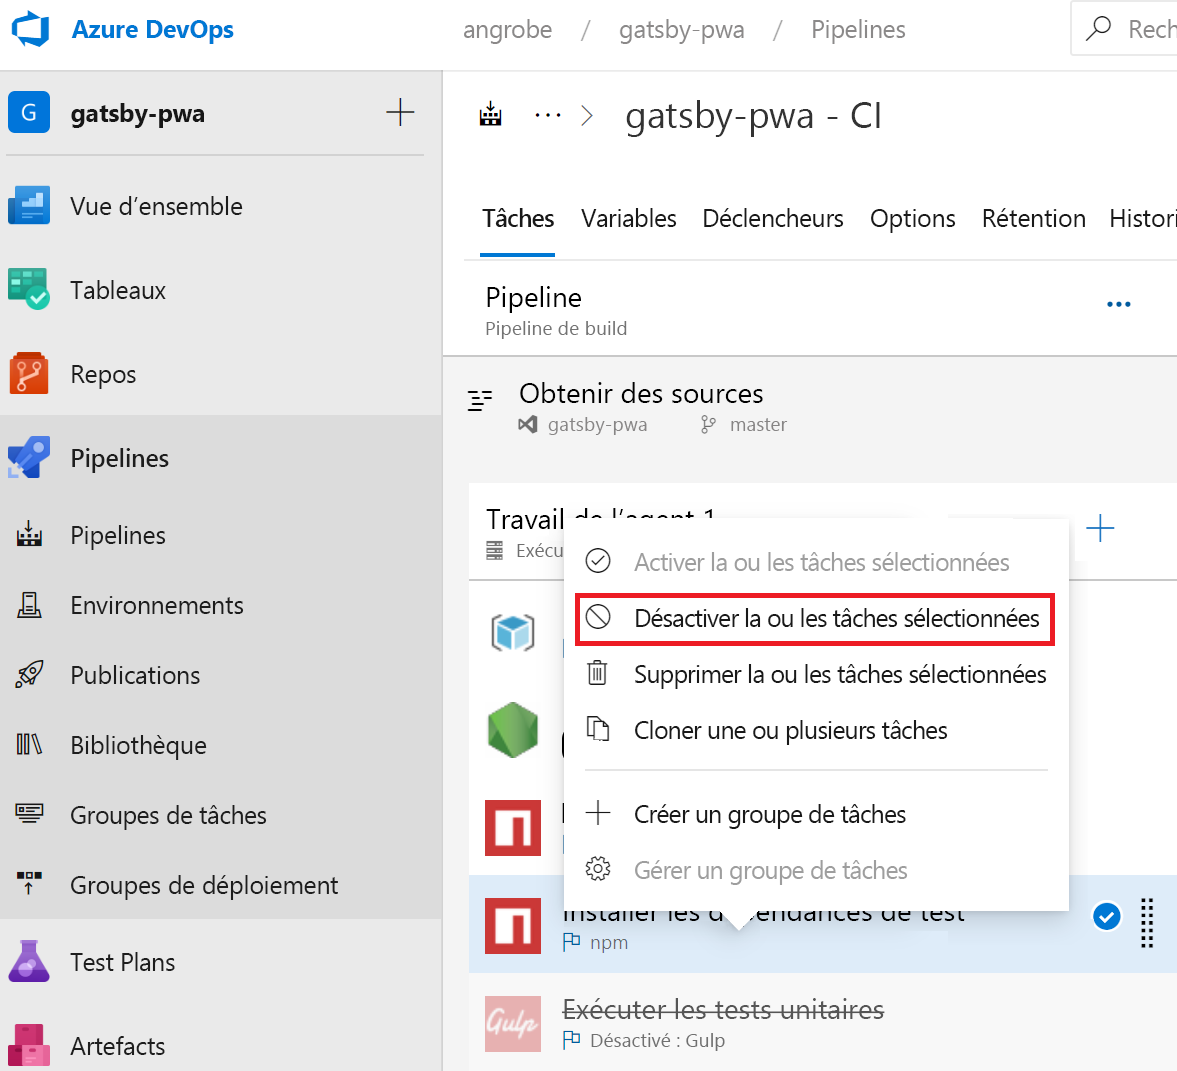 Azure DevOps
angrobe / gatsby-pwa / Pipelines
Rech
G gatsby-pwa
Vue d’ensemble
Tableaux
Repos
Pipelines
Pipelines
Environnements
Publications
Bibliothèque
Groupes de tâches
Groupes de déploiement
Test Plans
Artefacts
... > gatsby-pwa - CI
Tâches Variables Déclencheurs Options Rétention Histori
Pipeline
Pipeline de build
Obtenir des sources
gatsby-pwa master
Travail de l’agent 1
Exécu
Activer la ou les tâches sélectionnées
Désactiver la ou les tâches sélectionnées
Supprimer la ou les tâches sélectionnées
Cloner une ou plusieurs tâches
Créer un groupe de tâches
Gérer un groupe de tâches
Installer les dépendances de test
npm
Gulp
Exécuter les tests unitaires
Désactivé : Gulp